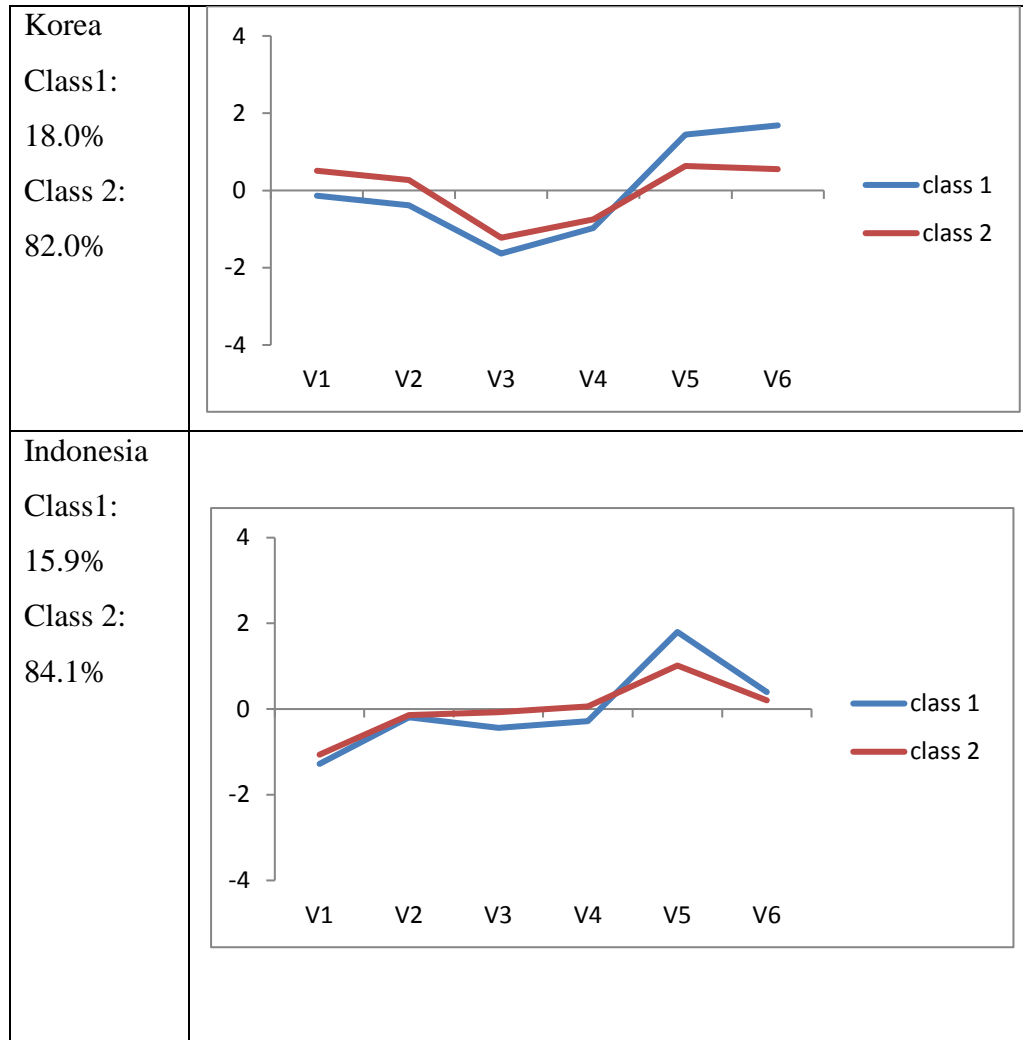 Korea
Class1:
18.0%
Class 2:
82.0%
4
2
0
-2
-4
V1 V2 V3 V4 V5 V6
class 1
class 2
Indonesia
Class1:
15.9%
Class 2:
84.1%
4
2
0
-2
-4
V1 V2 V3 V4 V5 V6
class 1
class 2